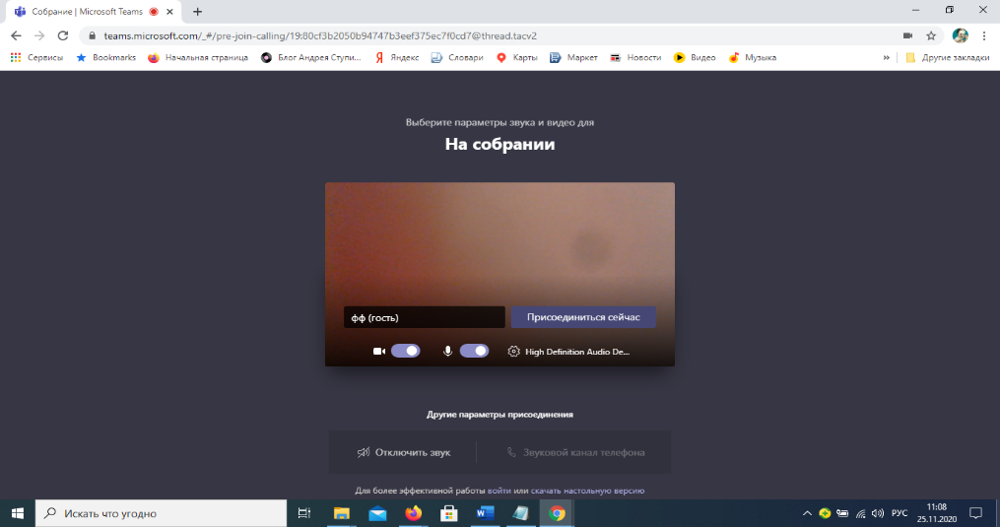 Собрание | Microsoft Teams
teams.microsoft.com/_#/pre-join-calling/19:80cf3b2050b94747b3eef375ec7f0cd7@thread.tacv2
Сервисы Bookmarks Начальная страница Блог Андрея Ступи... Яндекс Словари Карты Маркет Новости Видео Музыка » Другие закладки
Выберите параметры звука и видео для
На собрании
фф (гость) Присоединиться сейчас
High Definition Audio De...
Другие параметры присоединения
Отключить звук Звуковой канал телефона
Для более эффективной работы войти или скачать настольную версию
Искать что угодно
РУС
11:08
25.11.2020